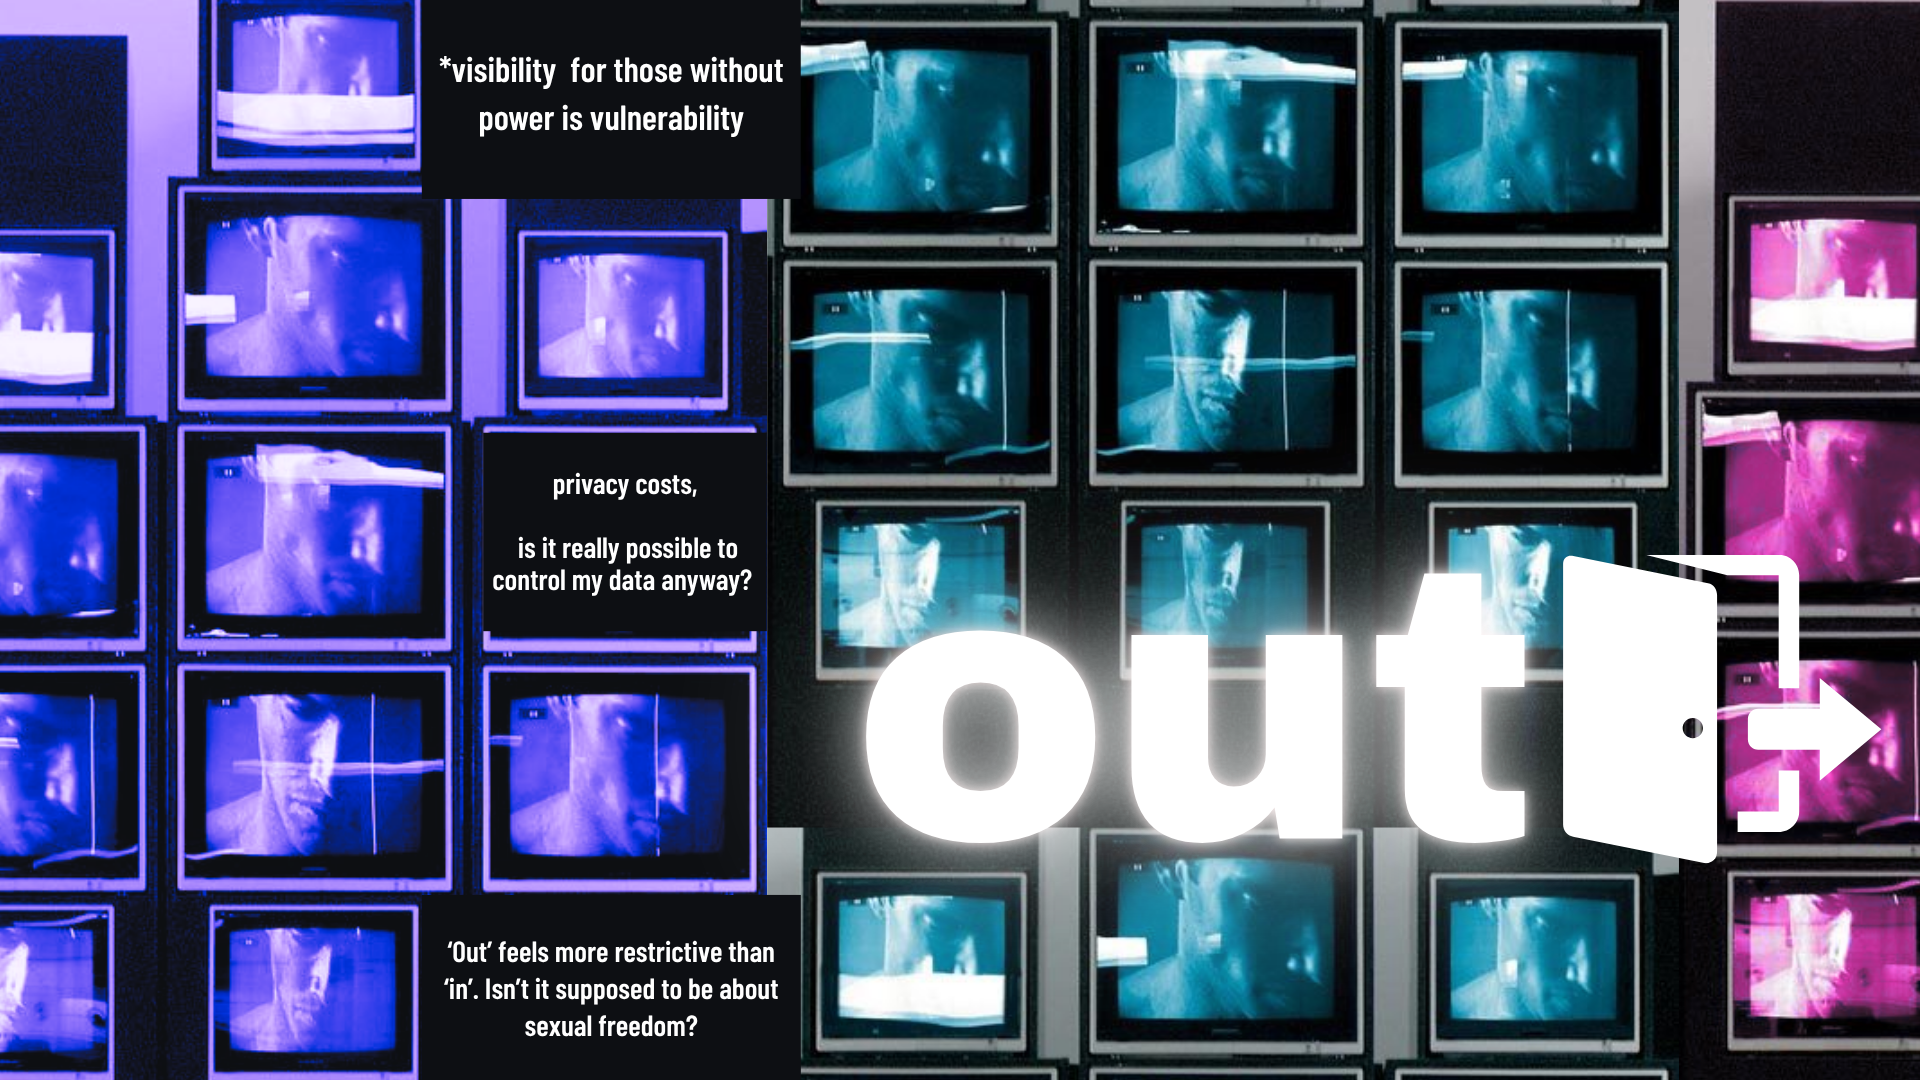 *visibility  for those without
power is vulnerability
privacy costs,
is it really possible to
control my data anyway?
out
‘Out’ feels more restrictive than
‘in’. Isn’t it supposed to be about
sexual freedom?